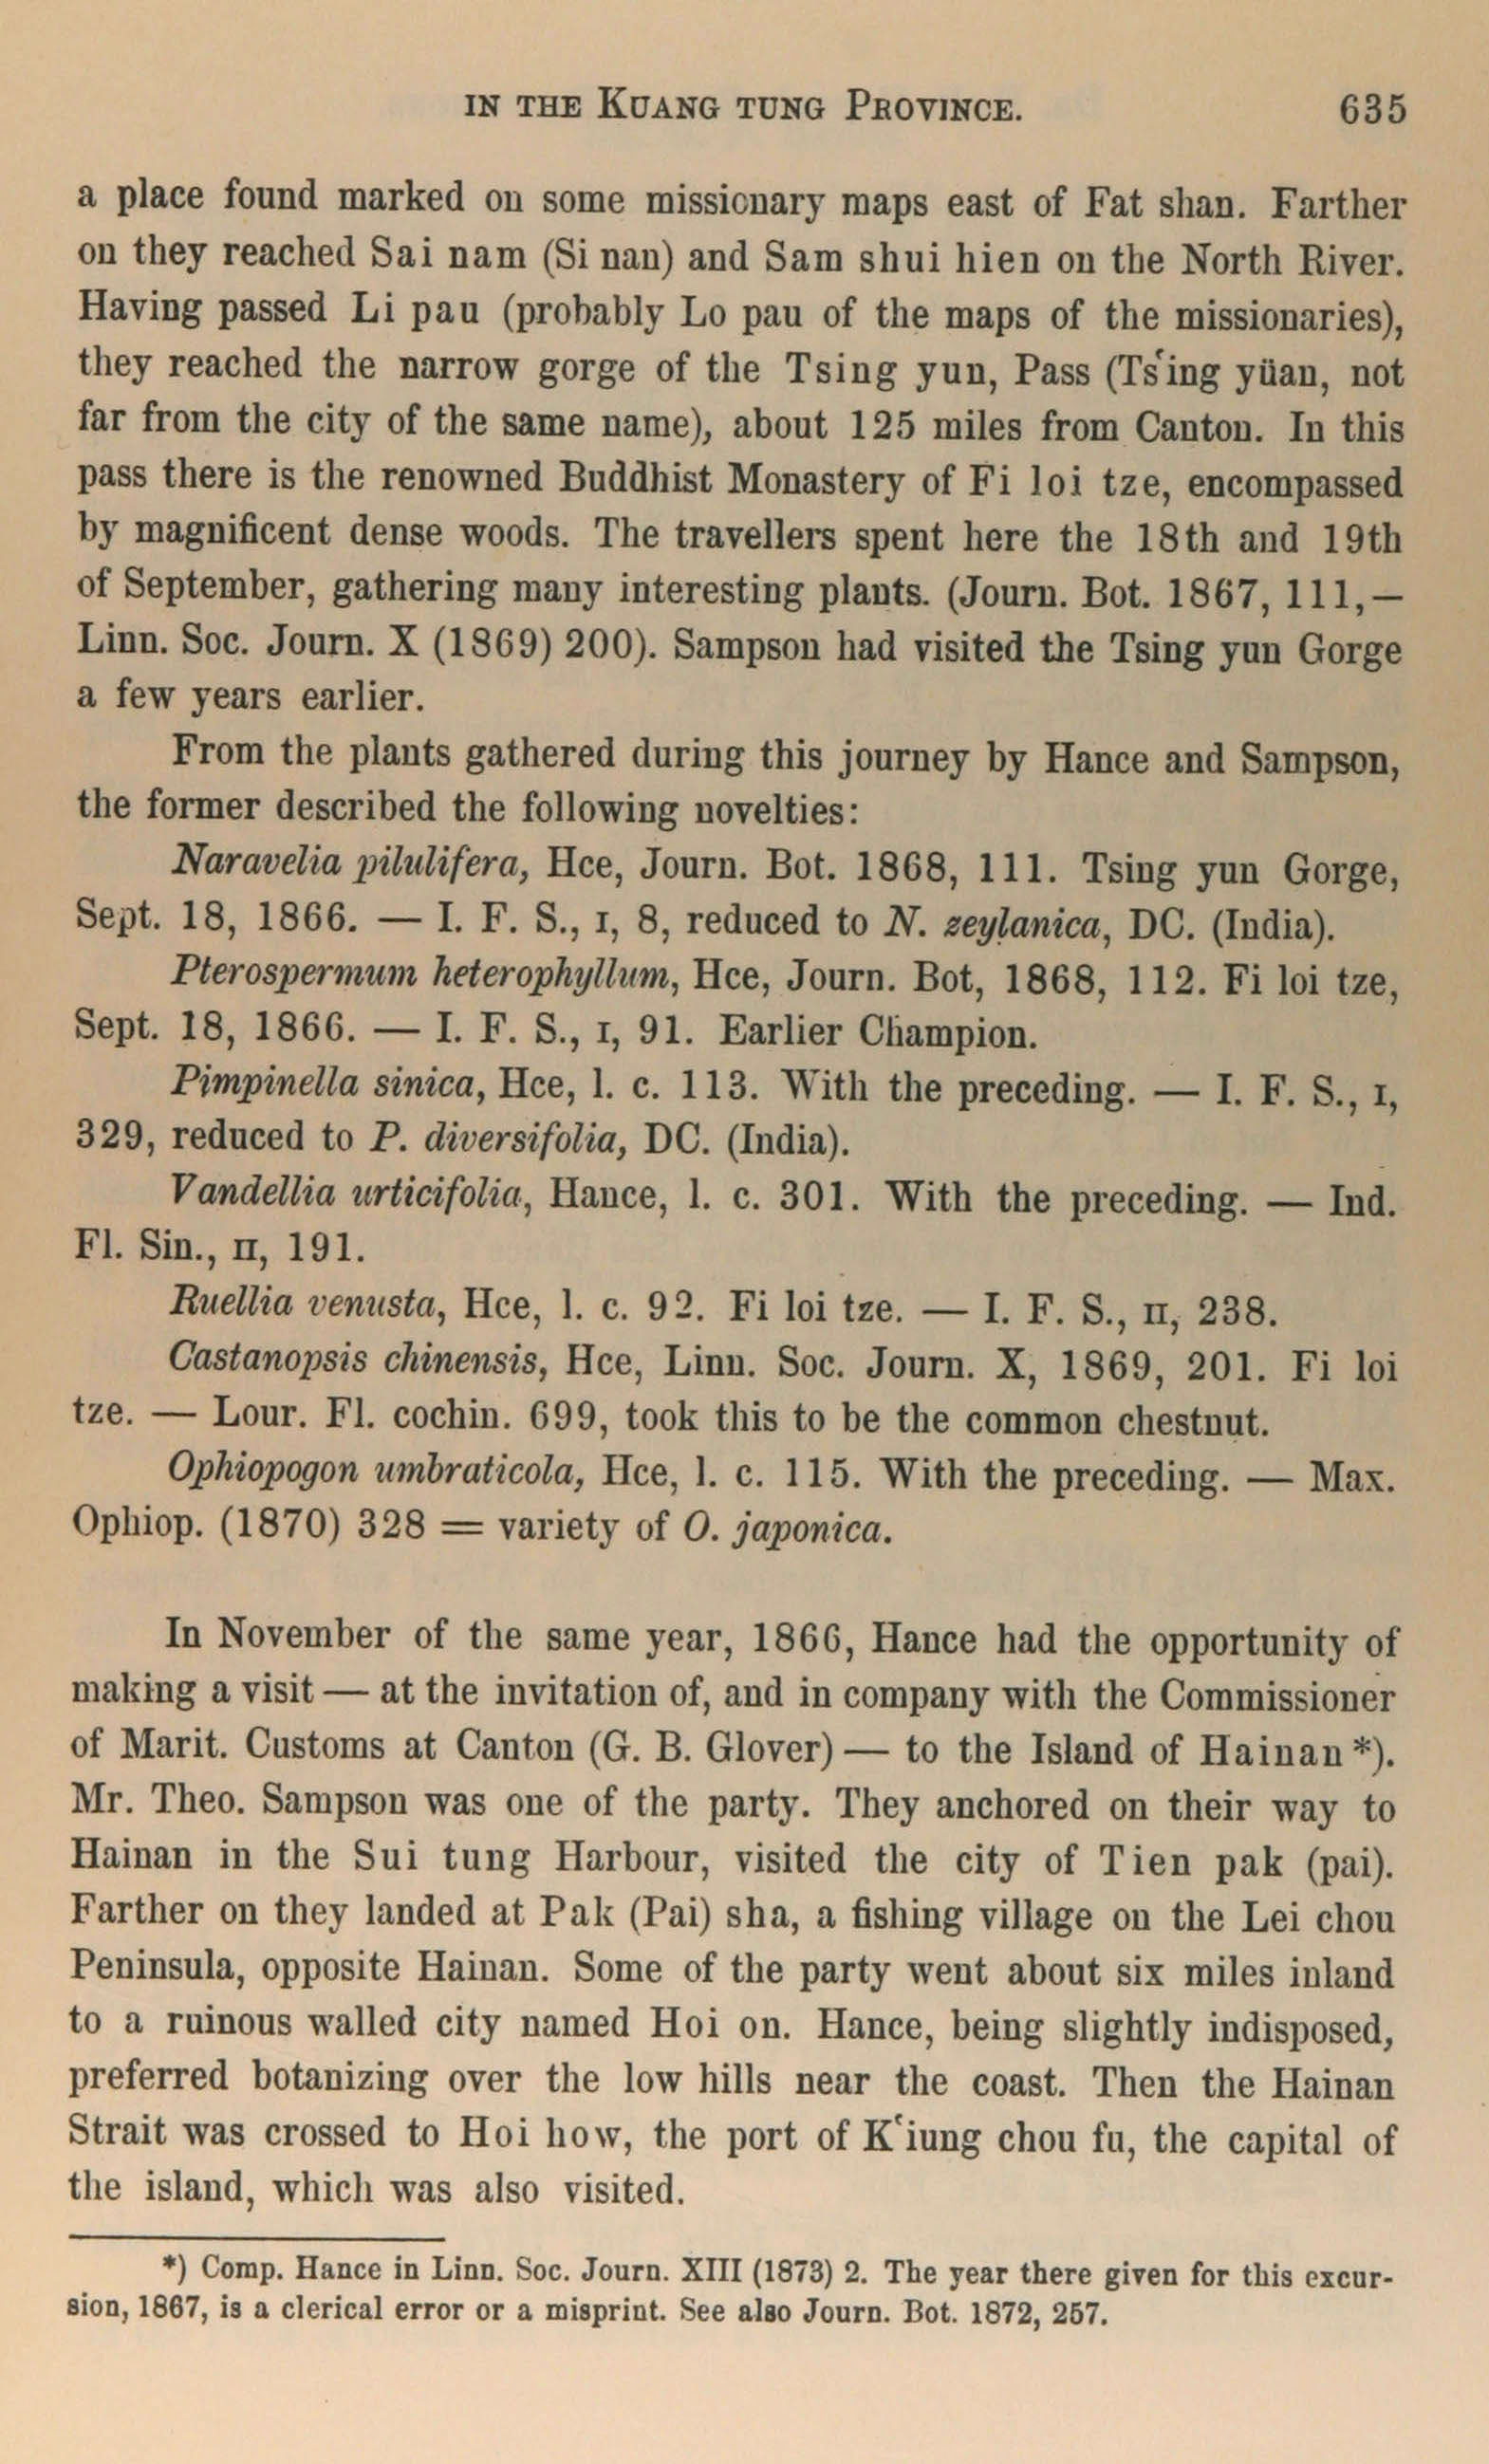 IN THE KUANG TUNG PROVINCE. 635
a place found marked on some missionary maps east of Fat shan. Farther
on they reached Sai nam (Si nan) and Sam shui hien on the North River.
Having passed Li pau (probably Lo pau of the maps of the missionaries),
they reached the narrow gorge of the Tsing yun, Pass (Ts‘ing yüan, not
far from the city of the same name), about 125 miles from Canton. In this
pass there is the renowned Buddhist Monastery of Fi loi tze, encompassed
by magnificent dense woods. The travellers spent here the 18th and 19th
of September, gathering many interesting plants. (Journ. Bot. 1867, 111, —
Linn. Soc. Journ. X (1869) 200). Sampson had visited the Tsing yun Gorge
a few years earlier.
From the plants gathered during this journey by Hance and Sampson,
the former described the following novelties:
Naravelia pilulifera, Hce, Journ. Bot. 1868, 111. Tsing yun Gorge,
Sept. 18, 1866. — I. F. S., I, 8, reduced to N. zeylanica, DC. (India).
Pterospermum heterophyllum, Hce, Journ. Bot, 1868, 112. Fi loi tze,
Sept. 18, 1866. — I. F. S., I, 91. Earlier Champion.
Pimpinella sinica, Hce, l. c. 113. With the preceding. — I. F. S., I,
329, reduced to P. diversifolia, DC. (India).
Vandellia urticifolia, Hance, l. c. 301. With the preceding. — Ind.
Fl. Sin., II, 191.
Ruellia venusta, Hce, l. c. 92. Fi loi tze. — I. F. S., II, 238.
Castanopsis chinensis, Hce, Linn. Soc. Journ. X, 1869, 201. Fi loi
tze. — Lour. Fl. cochin. 699, took this to be the common chestnut.
Ophiopogon umbraticola, Hce, l. c. 115. With the preceding. — Max.
Ophiop. (1870) 328 = variety of O. japonica.
In November of the same year, 1866, Hance had the opportunity of
making a visit — at the invitation of, and in company with the Commissioner
of Marit. Customs at Canton (G. B. Glover) — to the Island of Hainan *).
Mr. Theo. Sampson was one of the party. They anchored on their way to
Hainan in the Sui tung Harbour, visited the city of Tien pak (pai).
Farther on they landed at Pak (Pai) sha, a fishing village on the Lei chou
Peninsula, opposite Hainan. Some of the party went about six miles inland
to a ruinous walled city named Hoi on. Hance, being slightly indisposed,
preferred botanizing over the low hills near the coast. Then the Hainan
Strait was crossed to Hoi how, the port of K‘iung chou fu, the capital of
the island, which was also visited.
*) Comp. Hance in Linn. Soc. Journ. XIII (1873) 2. The year there given for this excur-
sion, 1867, is a clerical error or a misprint. See also Journ. Bot. 1872, 257.